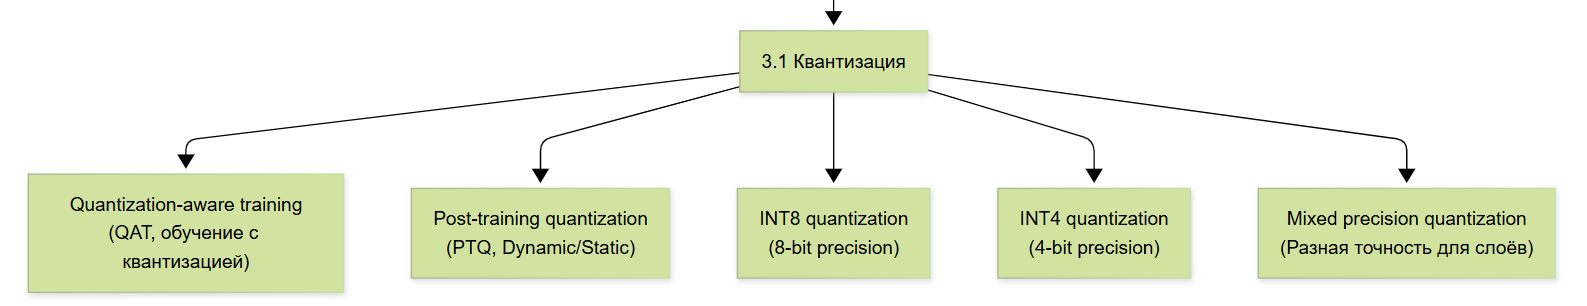 3.1 Квантизация
Quantization-aware training
(QAT, обучение с
квантизацией)
Post-training quantization
(PTQ, Dynamic/Static)
INT8 quantization
(8-bit precision)
INT4 quantization
(4-bit precision)
Mixed precision quantization
(Разная точность для слоёв)